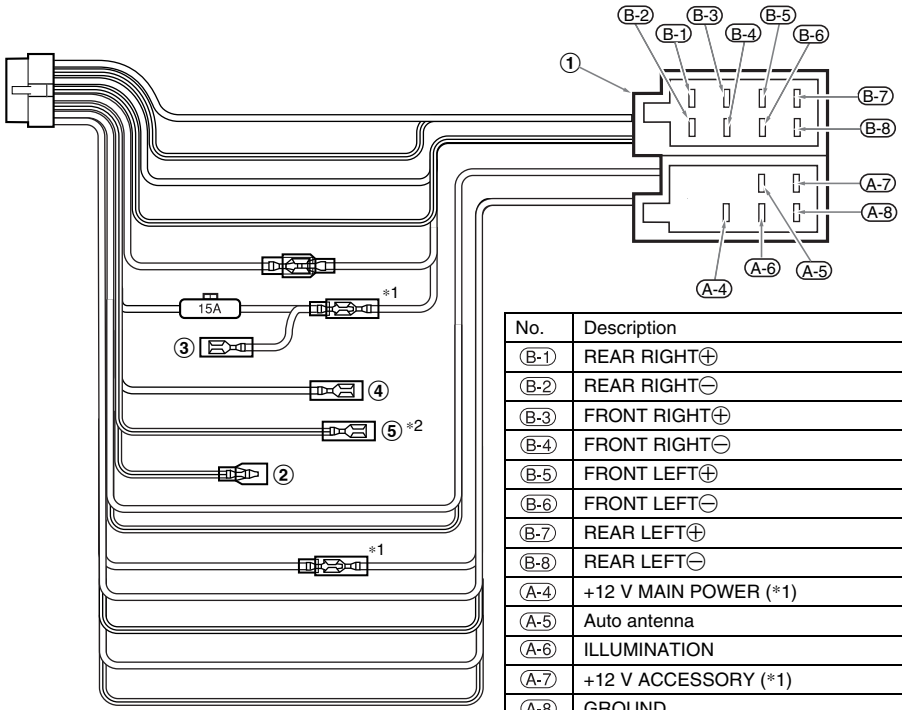 B-2 B-3 B-5
B-1 B-4 B-6
1
B-7
B-8
A-7
A-8
A-6 A-5
A-4
*1
15A
3
4
5 *2
2
*1
No. Description
B-1 REAR RIGHT⊕
B-2 REAR RIGHT⊖
B-3 FRONT RIGHT⊕
B-4 FRONT RIGHT⊖
B-5 FRONT LEFT⊕
B-6 FRONT LEFT⊖
B-7 REAR LEFT⊕
B-8 REAR LEFT⊖
A-4 +12 V MAIN POWER (*1)
A-5 Auto antenna
A-6 ILLUMINATION
A-7 +12 V ACCESSORY (*1)
A-8 GROUND